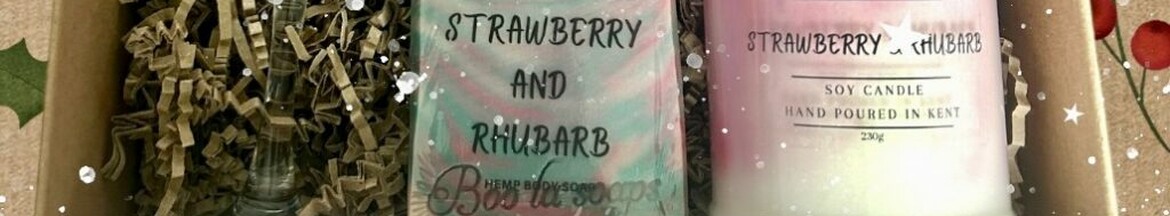 STRAWBERRY
AND
RHUBARB
HEMP BODY SOAP
STRAWBERRY & RHUBARB
SOY CANDLE
HAND POURED IN KENT
230g